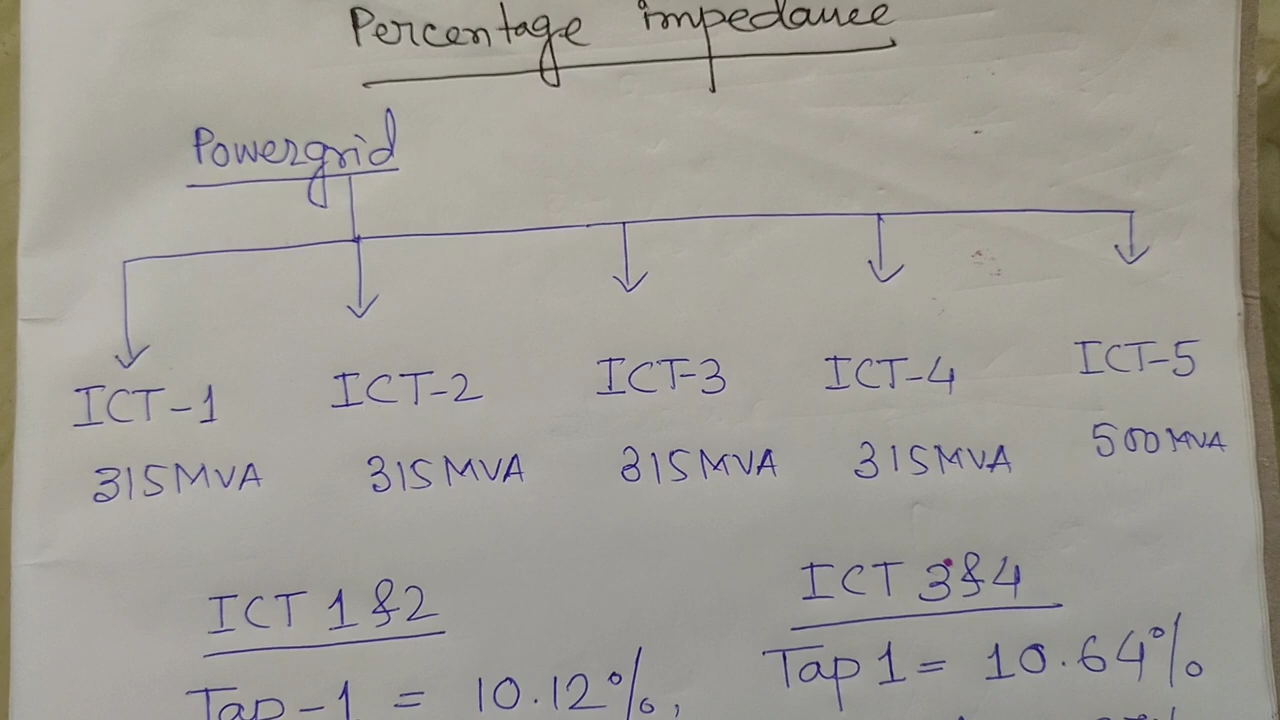 Percentage impedance
Powergrid
ICT-1 ICT-2 ICT-3 ICT-4 ICT-5
315MVA 315MVA 315MVA 315MVA 500MVA
ICT 1&2
Tap-1 = 10.12%,
ICT 3&4
Tap 1 = 10.64%